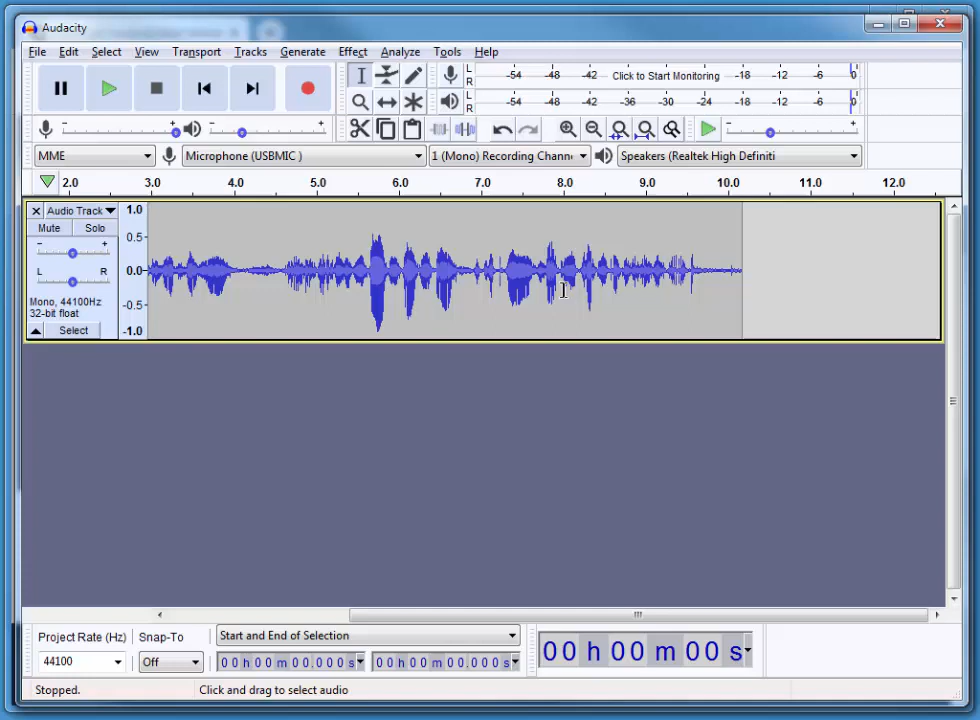 Audacity
File Edit Select View Transport Tracks Generate Effect Analyze Tools Help
L
R
-54 -48 -42 Click to Start Monitoring -18 -12 -6 0
L
R
-54 -48 -42 -36 -30 -24 -18 -12 -6 0
- + - + - +
MME Microphone (USBMIC ) 1 (Mono) Recording Chann Speakers (Realtek High Definiti
2.0 3.0 4.0 5.0 6.0 7.0 8.0 9.0 10.0 11.0 12.0
Audio Track 1.0
Mute Solo
- + 0.5
L R 0.0
Mono, 44100Hz
32-bit float -0.5
Select -1.0
Project Rate (Hz) Snap-To Start and End of Selection
44100 Off 00 h 00 m 00.000 s 00 h 00 m 00.000 s 00 h 00 m 00 s
Stopped. Click and drag to select audio